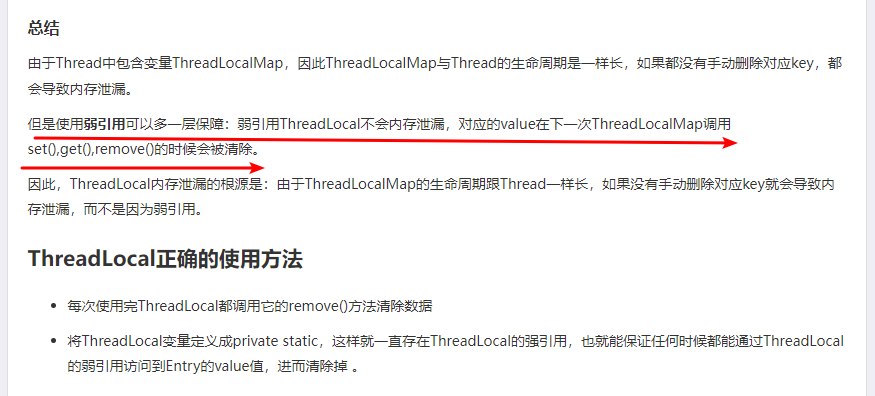 总结
由于Thread中包含变量ThreadLocalMap，因此ThreadLocalMap与Thread的生命周期是一样长，如果都没有手动删除对应key，都
会导致内存泄漏。
但是使用弱引用可以多一层保障：弱引用ThreadLocal不会内存泄漏，对应的value在下一次ThreadLocalMap调用
set(),get(),remove()的时候会被清除。
因此，ThreadLocal内存泄漏的根源是：由于ThreadLocalMap的生命周期跟Thread一样长，如果没有手动删除对应key就会导致内
存泄漏，而不是因为弱引用。
ThreadLocal正确的使用方法
• 每次使用完ThreadLocal都调用它的remove()方法清除数据
• 将ThreadLocal变量定义成private static，这样就一直存在ThreadLocal的强引用，也就能保证任何时候都能通过ThreadLocal
的弱引用访问到Entry的value值，进而清除掉 。